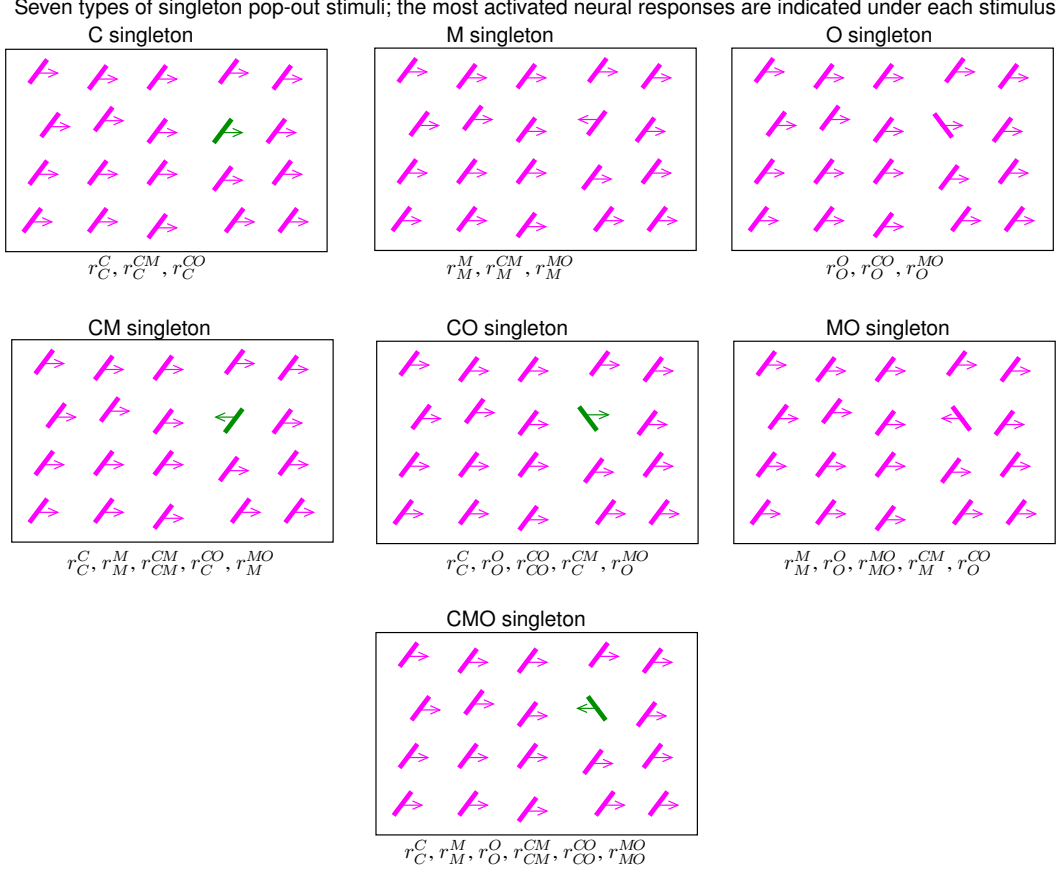 Seven types of singleton pop-out stimuli; the most activated neural responses are indicated under each stimulus
C singleton
M singleton
O singleton
$r_C^C, r_C^{CM}, r_C^{CO}$
$r_M^M, r_M^{CM}, r_M^{MO}$
$r_O^O, r_O^{CO}, r_O^{MO}$
CM singleton
CO singleton
MO singleton
$r_C^C, r_M^M, r_{CM}^{CM}, r_C^{CO}, r_M^{MO}$
$r_C^C, r_O^O, r_{CO}^{CO}, r_C^{CM}, r_O^{MO}$
$r_M^M, r_O^O, r_{MO}^{MO}, r_M^{CM}, r_O^{CO}$
CMO singleton
$r_C^C, r_M^M, r_O^O, r_{CM}^{CM}, r_{CO}^{CO}, r_{MO}^{MO}$